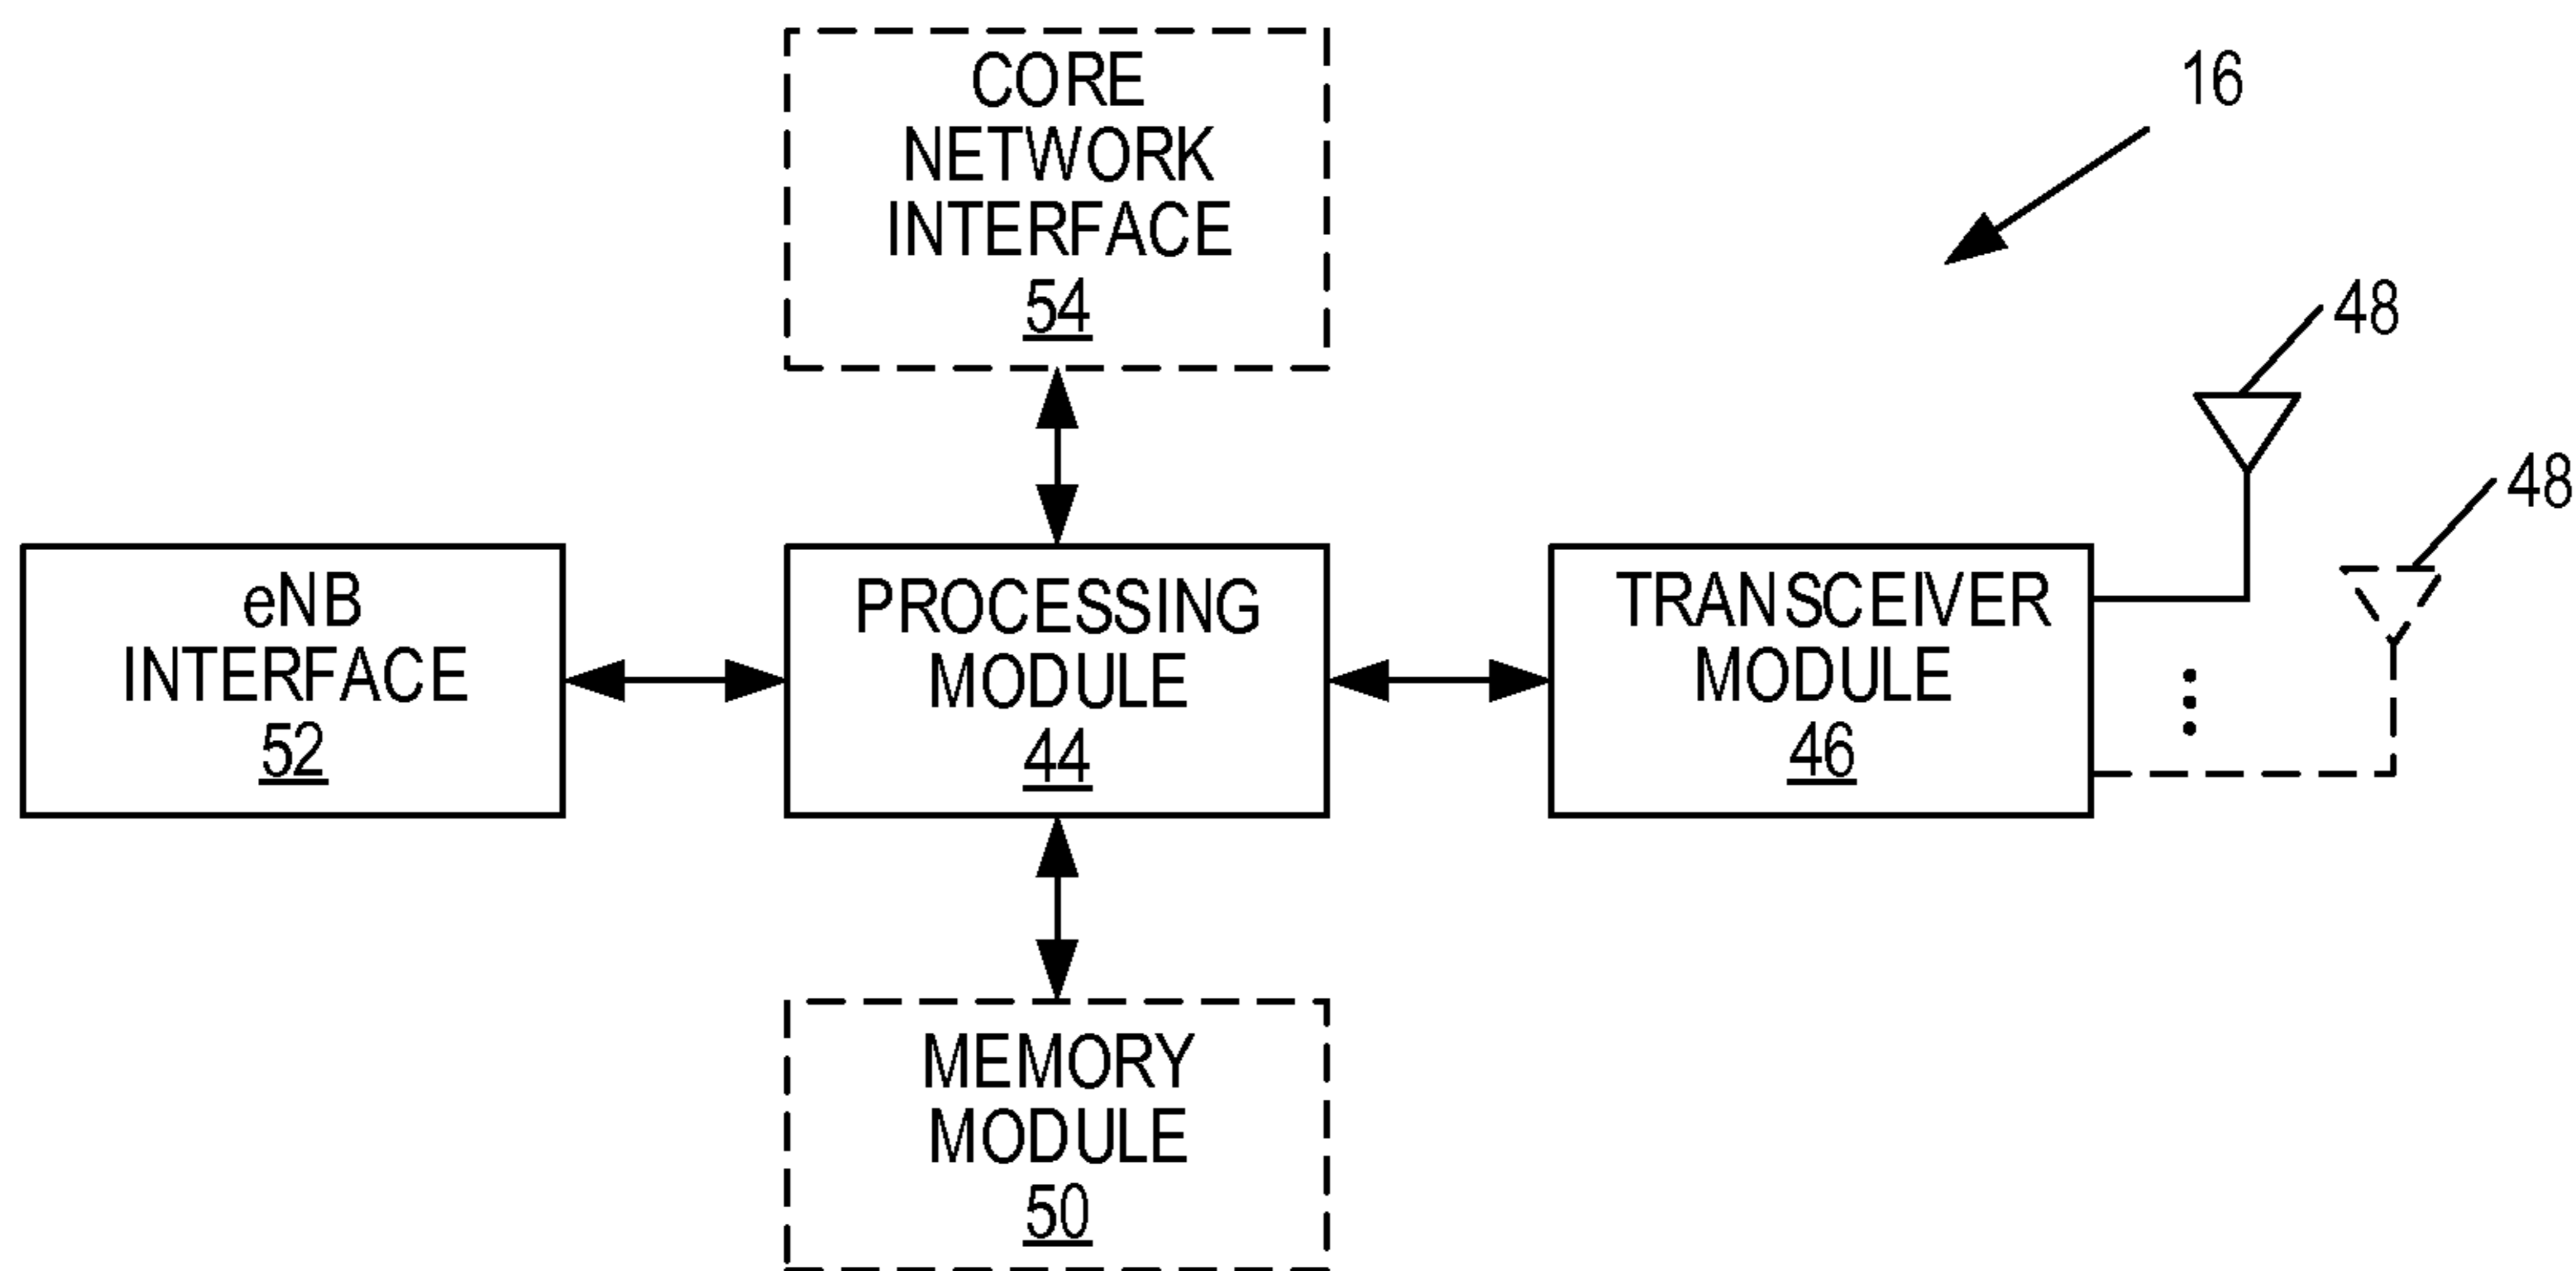 CORE
NETWORK
INTERFACE
54
16
48
48
eNB
INTERFACE
52
PROCESSING
MODULE
44
TRANSCEIVER
MODULE
46
MEMORY
MODULE
50